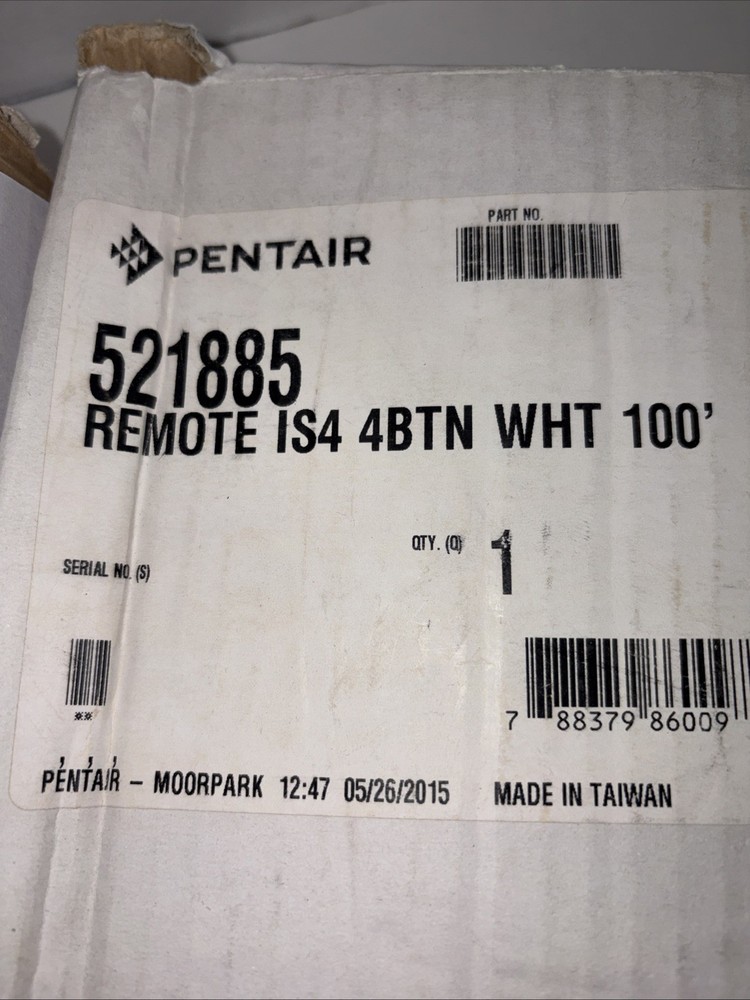 PENTAIR
PART NO.
521885
REMOTE IS4 4BTN WHT 100’
QTY. (Q) 1
SERIAL NO. (S)
**
7 88379 86009
PENTAIR – MOORPARK 12:47 05/26/2015 MADE IN TAIWAN